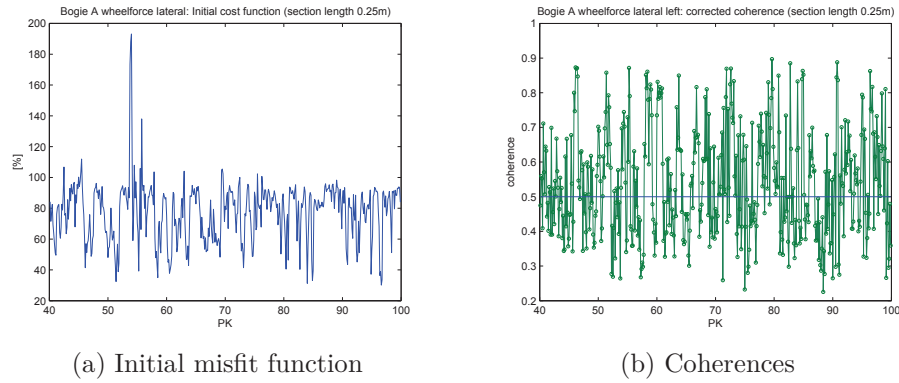 Bogie A wheelforce lateral: Initial cost function (section length 0.25m)
200
180
160
140
120
100
80
60
40
20
[%]
40 50 60 70 80 90 100
PK
(a) Initial misfit function
Bogie A wheelforce lateral left: corrected coherence (section length 0.25m)
1
0.9
0.8
0.7
0.6
0.5
0.4
0.3
0.2
coherence
40 50 60 70 80 90 100
PK
(b) Coherences